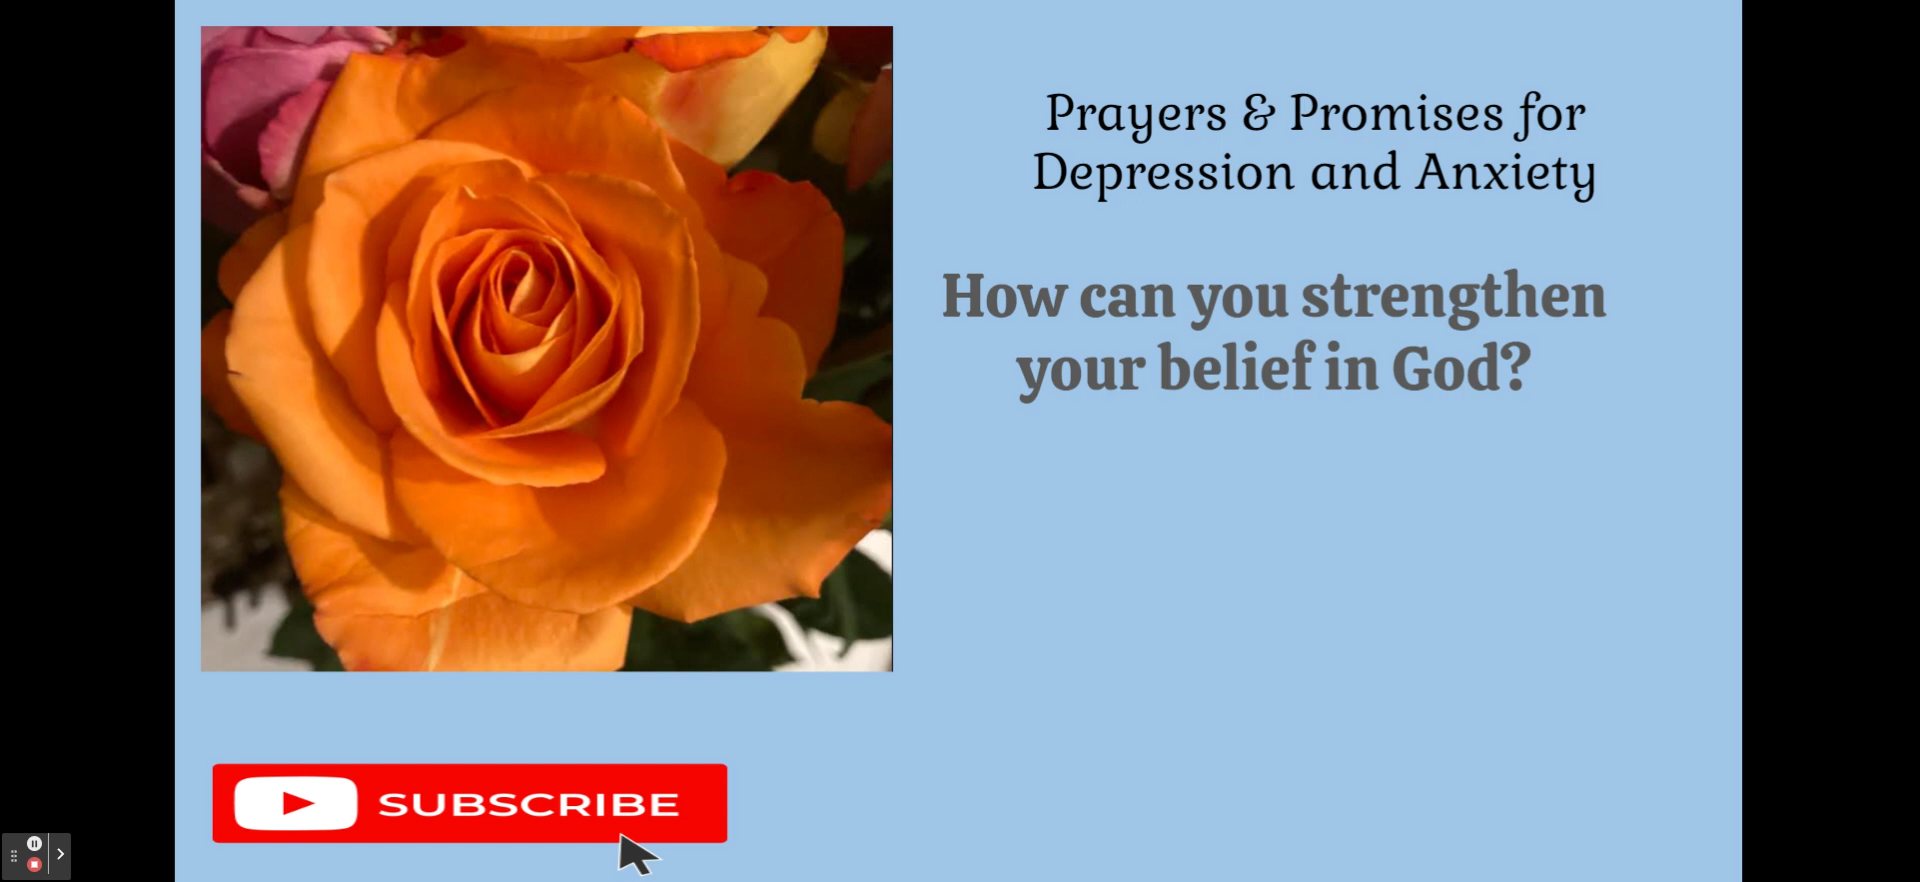 Prayers & Promises for
Depression and Anxiety
How can you strengthen
your belief in God?
SUBSCRIBE